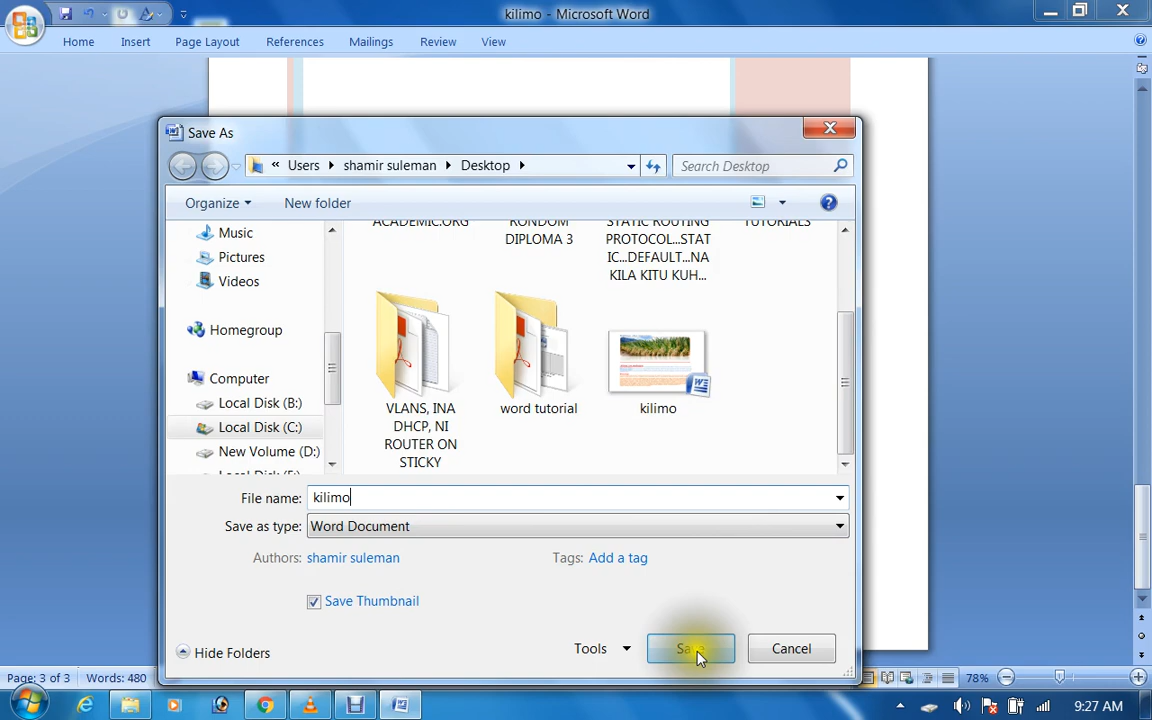 kilimo - Microsoft Word
Home Insert Page Layout References Mailings Review View
Save As
« Users shamir suleman Desktop
Search Desktop
Organize New folder
Music
Pictures
Videos
Homegroup
Computer
Local Disk (B:)
Local Disk (C:)
New Volume (D:)
Local Disk (E:)
ACADEMIC.ORG
RONDOM
DIPLOMA 3
STATIC ROUTING
PROTOCOL...STAT
IC...DEFAULT...NA
KILA KITU KUH...
TUTORIALS
VLANS, INA
DHCP, NI
ROUTER ON
STICKY
word tutorial
kilimo
File name: kilimo
Save as type: Word Document
Authors: shamir suleman Tags: Add a tag
Save Thumbnail
Hide Folders
Tools Save Cancel
Page: 3 of 3 Words: 480 78%
9:27 AM